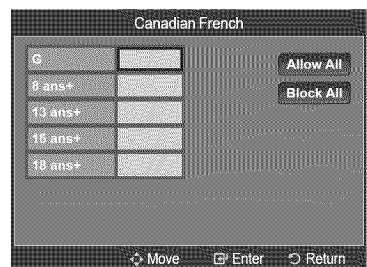 Canadian French
G
Allow All
8 ans+
Block All
13 ans+
16 ans+
18 ans+
Move Enter Return